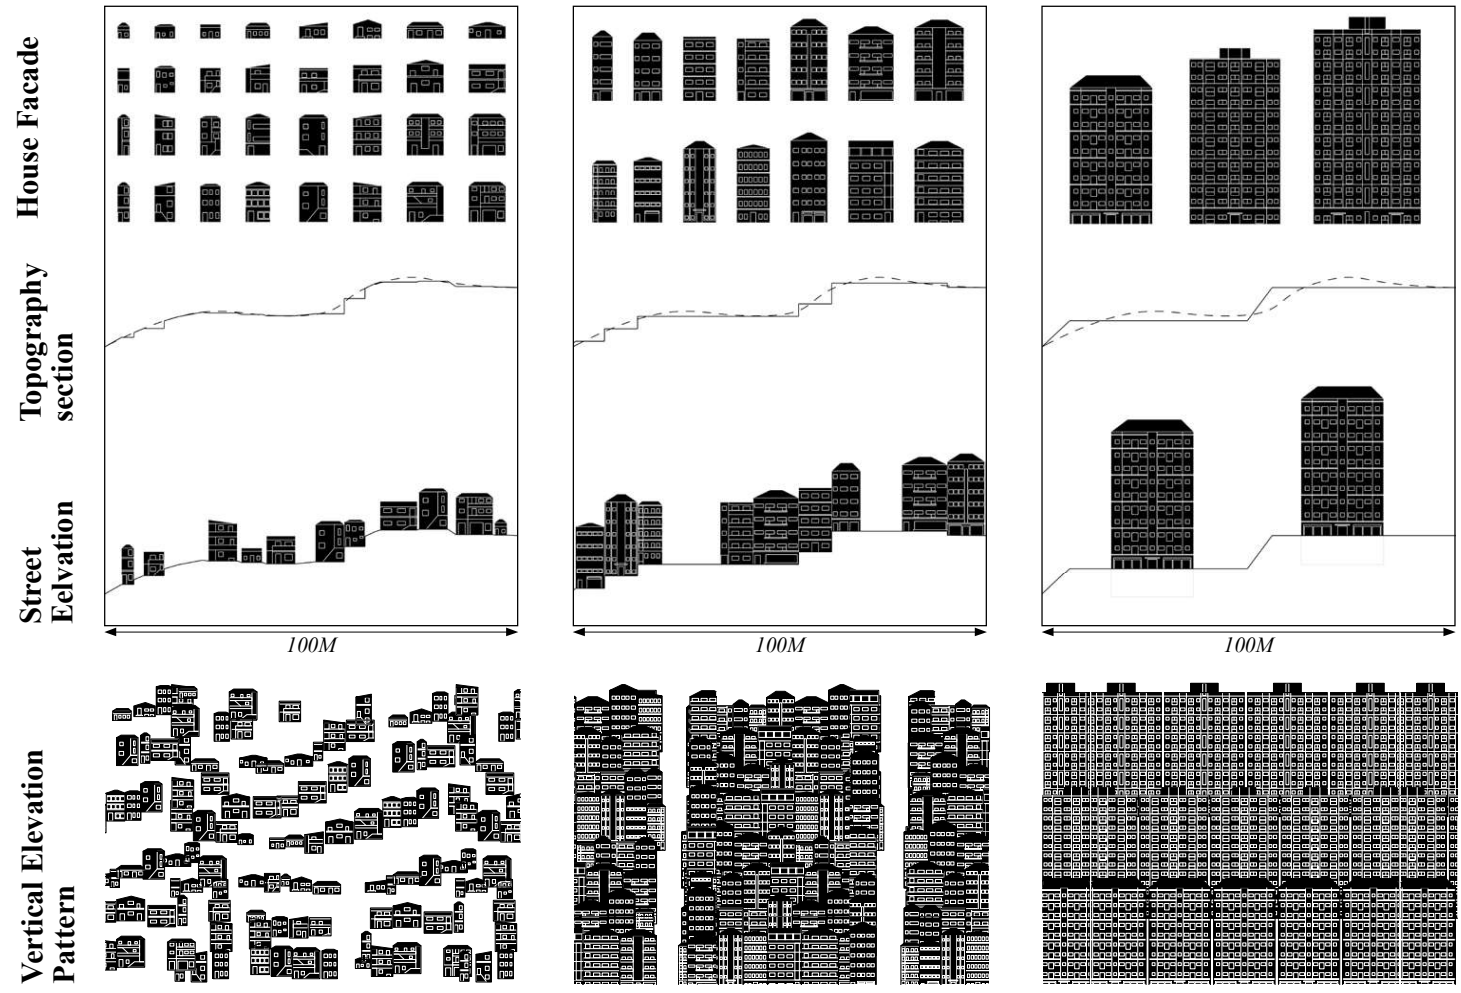 House Facade
Topography
section
Street
Eelvation
100M
100M
100M
Vertical Elevation
Pattern